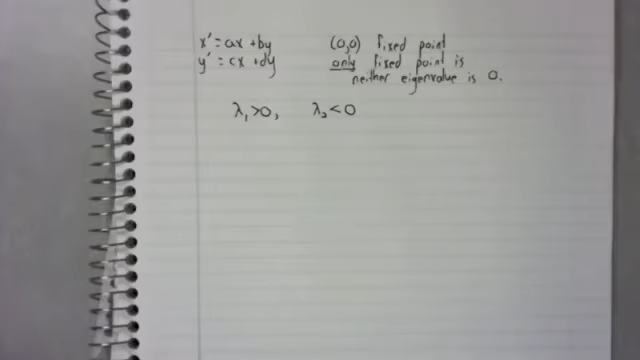 x' = ax + by
y' = cx + dy
(0,0) fixed point
only fixed point is
neither eigenvalue is 0.
λ₁>0, λ₂<0